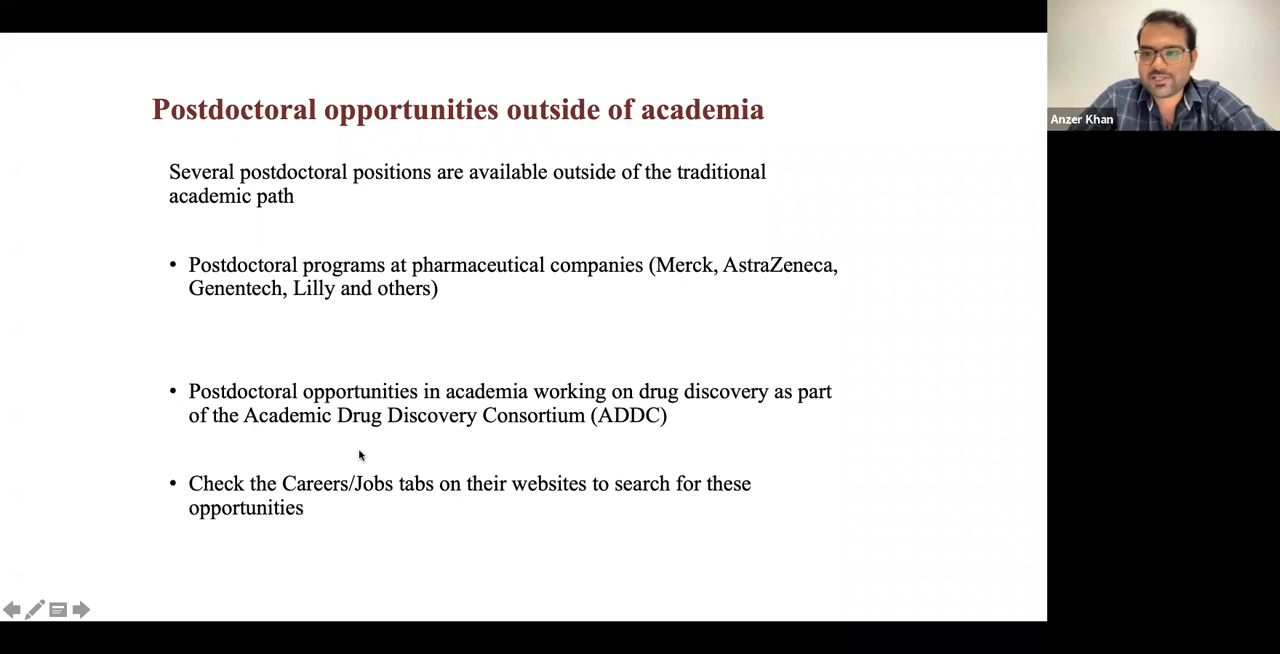 Postdoctoral opportunities outside of academia
Several postdoctoral positions are available outside of the traditional
academic path
• Postdoctoral programs at pharmaceutical companies (Merck, AstraZeneca,
Genentech, Lilly and others)
• Postdoctoral opportunities in academia working on drug discovery as part
of the Academic Drug Discovery Consortium (ADDC)
• Check the Careers/Jobs tabs on their websites to search for these
opportunities
Anzer Khan